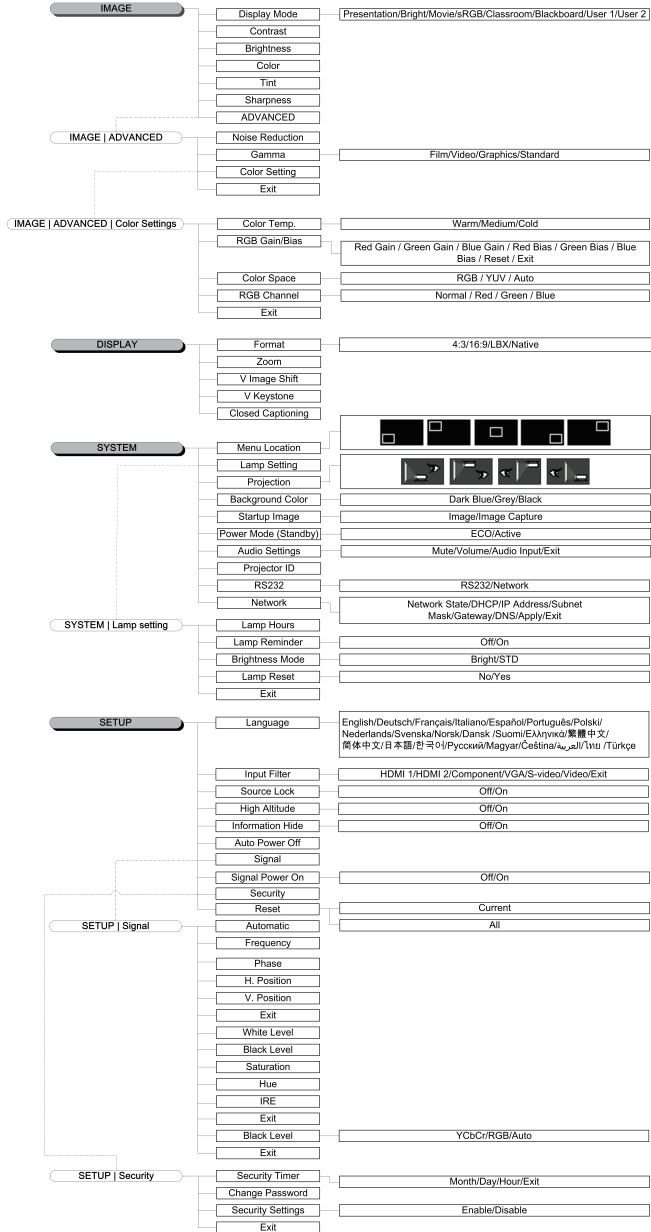 IMAGE
Display Mode
Presentation/Bright/Movie/sRGB/Classroom/Blackboard/User 1/User 2
Contrast
Brightness
Color
Tint
Sharpness
ADVANCED
IMAGE | ADVANCED
Noise Reduction
Gamma
Film/Video/Graphics/Standard
Color Setting
Exit
IMAGE | ADVANCED | Color Settings
Color Temp.
Warm/Medium/Cold
RGB Gain/Bias
Red Gain / Green Gain / Blue Gain / Red Bias / Green Bias / Blue
Bias / Reset / Exit
Color Space
RGB / YUV / Auto
RGB Channel
Normal / Red / Green / Blue
Exit
DISPLAY
Format
4:3/16:9/LBX/Native
Zoom
V Image Shift
V Keystone
Closed Captioning
SYSTEM
Menu Location
Lamp Setting
Projection
Background Color
Dark Blue/Grey/Black
Startup Image
Image/Image Capture
Power Mode (Standby)
ECO/Active
Audio Settings
Mute/Volume/Audio Input/Exit
Projector ID
RS232
RS232/Network
Network
Network State/DHCP/IP Address/Subnet
Mask/Gateway/DNS/Apply/Exit
SYSTEM | Lamp setting
Lamp Hours
Lamp Reminder
Off/On
Brightness Mode
Bright/STD
Lamp Reset
No/Yes
Exit
SETUP
Language
English/Deutsch/Français/Italiano/Español/Português/Polski/
Nederlands/Svenska/Norsk/Dansk /Suomi/Ελληνικά/繁體中文/
简体中文/日本語/한국어/Русский/Magyar/Čeština/العربية/ไทย /Türkçe
Input Filter
HDMI 1/HDMI 2/Component/VGA/S-video/Video/Exit
Source Lock
Off/On
High Altitude
Off/On
Information Hide
Off/On
Auto Power Off
Signal
Signal Power On
Off/On
Security
Reset
Current
All
SETUP | Signal
Automatic
Frequency
Phase
H. Position
V. Position
Exit
White Level
Black Level
Saturation
Hue
IRE
Exit
Black Level
YCbCr/RGB/Auto
Exit
SETUP | Security
Security Timer
Month/Day/Hour/Exit
Change Password
Security Settings
Enable/Disable
Exit